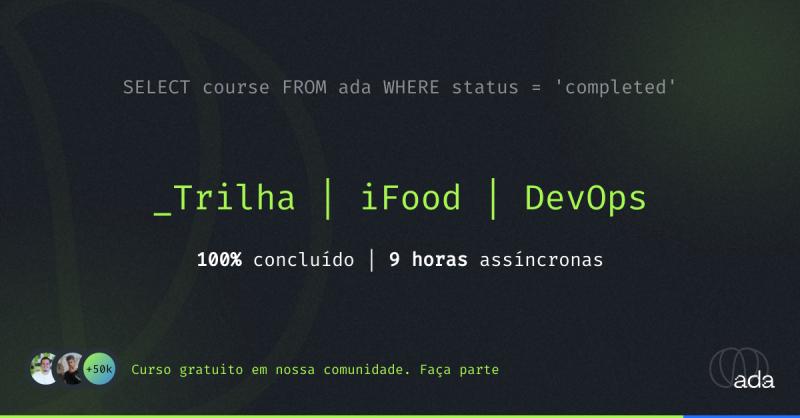 SELECT course FROM ada WHERE status = 'completed'
_Trilha | iFood | DevOps
100% concluído | 9 horas assíncronas
+50k
Curso gratuito em nossa comunidade. Faça parte
ada